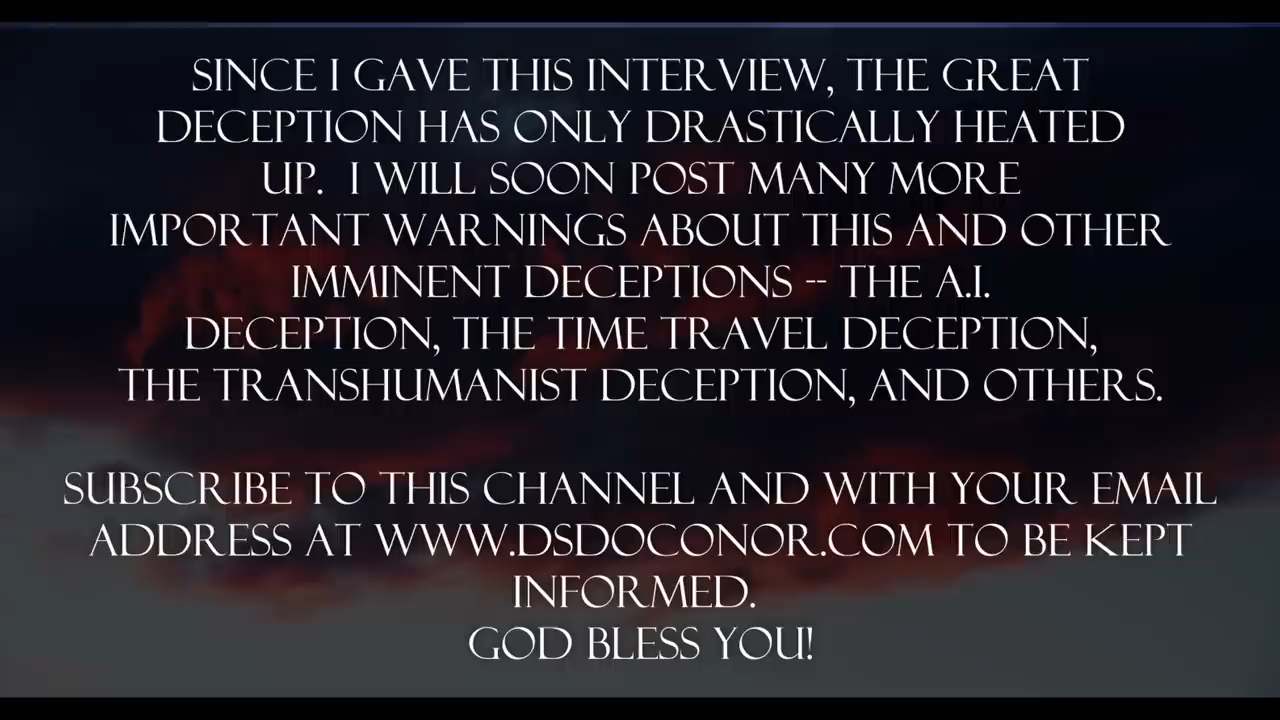 SINCE I GAVE THIS INTERVIEW, THE GREAT
DECEPTION HAS ONLY DRASTICALLY HEATED
UP. I WILL SOON POST MANY MORE
IMPORTANT WARNINGS ABOUT THIS AND OTHER
IMMINENT DECEPTIONS -- THE A.I.
DECEPTION, THE TIME TRAVEL DECEPTION,
THE TRANSHUMANIST DECEPTION, AND OTHERS.
SUBSCRIBE TO THIS CHANNEL AND WITH YOUR EMAIL
ADDRESS AT WWW.DSDOCONOR.COM TO BE KEPT
INFORMED.
GOD BLESS YOU!